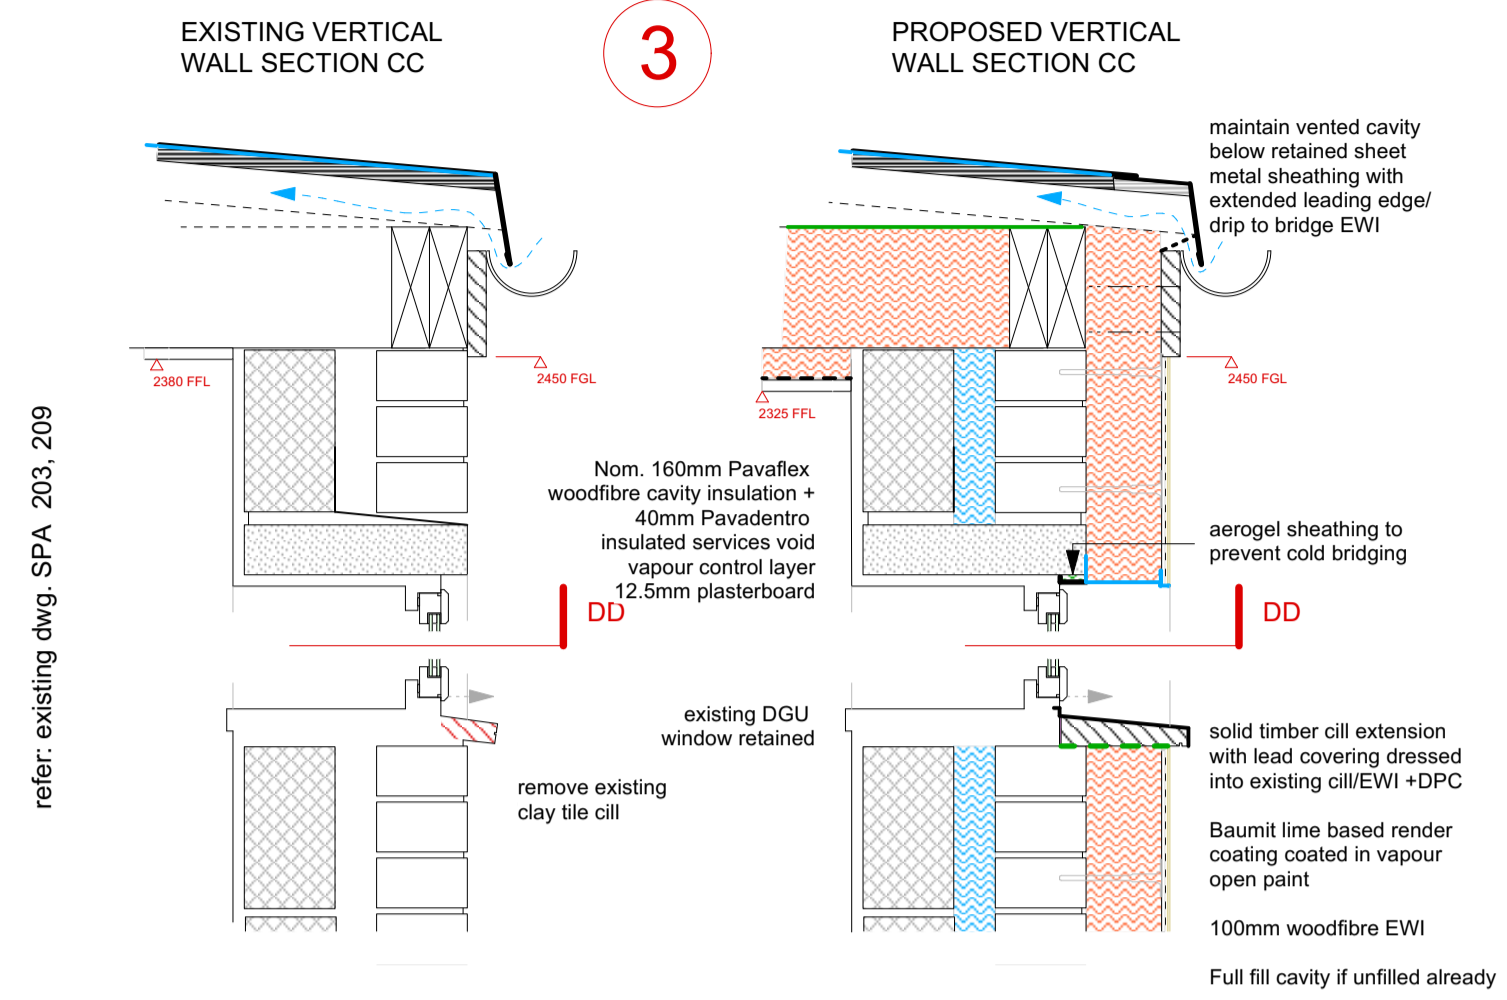 EXISTING VERTICAL
WALL SECTION CC
3
PROPOSED VERTICAL
WALL SECTION CC
maintain vented cavity
below retained sheet
metal sheathing with
extended leading edge/
drip to bridge EWI
2380 FFL
2450 FGL
2325 FFL
2450 FGL
refer: existing dwg. SPA 203, 209
Nom. 160mm Pavaflex
woodfibre cavity insulation +
40mm Pavadentro
insulated services void
vapour control layer
12.5mm plasterboard
aerogel sheathing to
prevent cold bridging
DD
DD
existing DGU
window retained
remove existing
clay tile cill
solid timber cill extension
with lead covering dressed
into existing cill/EWI +DPC
Baumit lime based render
coating coated in vapour
open paint
100mm woodfibre EWI
Full fill cavity if unfilled already